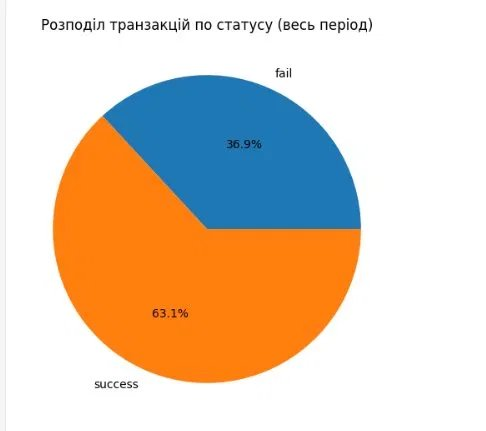 Розподіл транзакцій по статусу (весь період)
fail
36.9%
63.1%
success